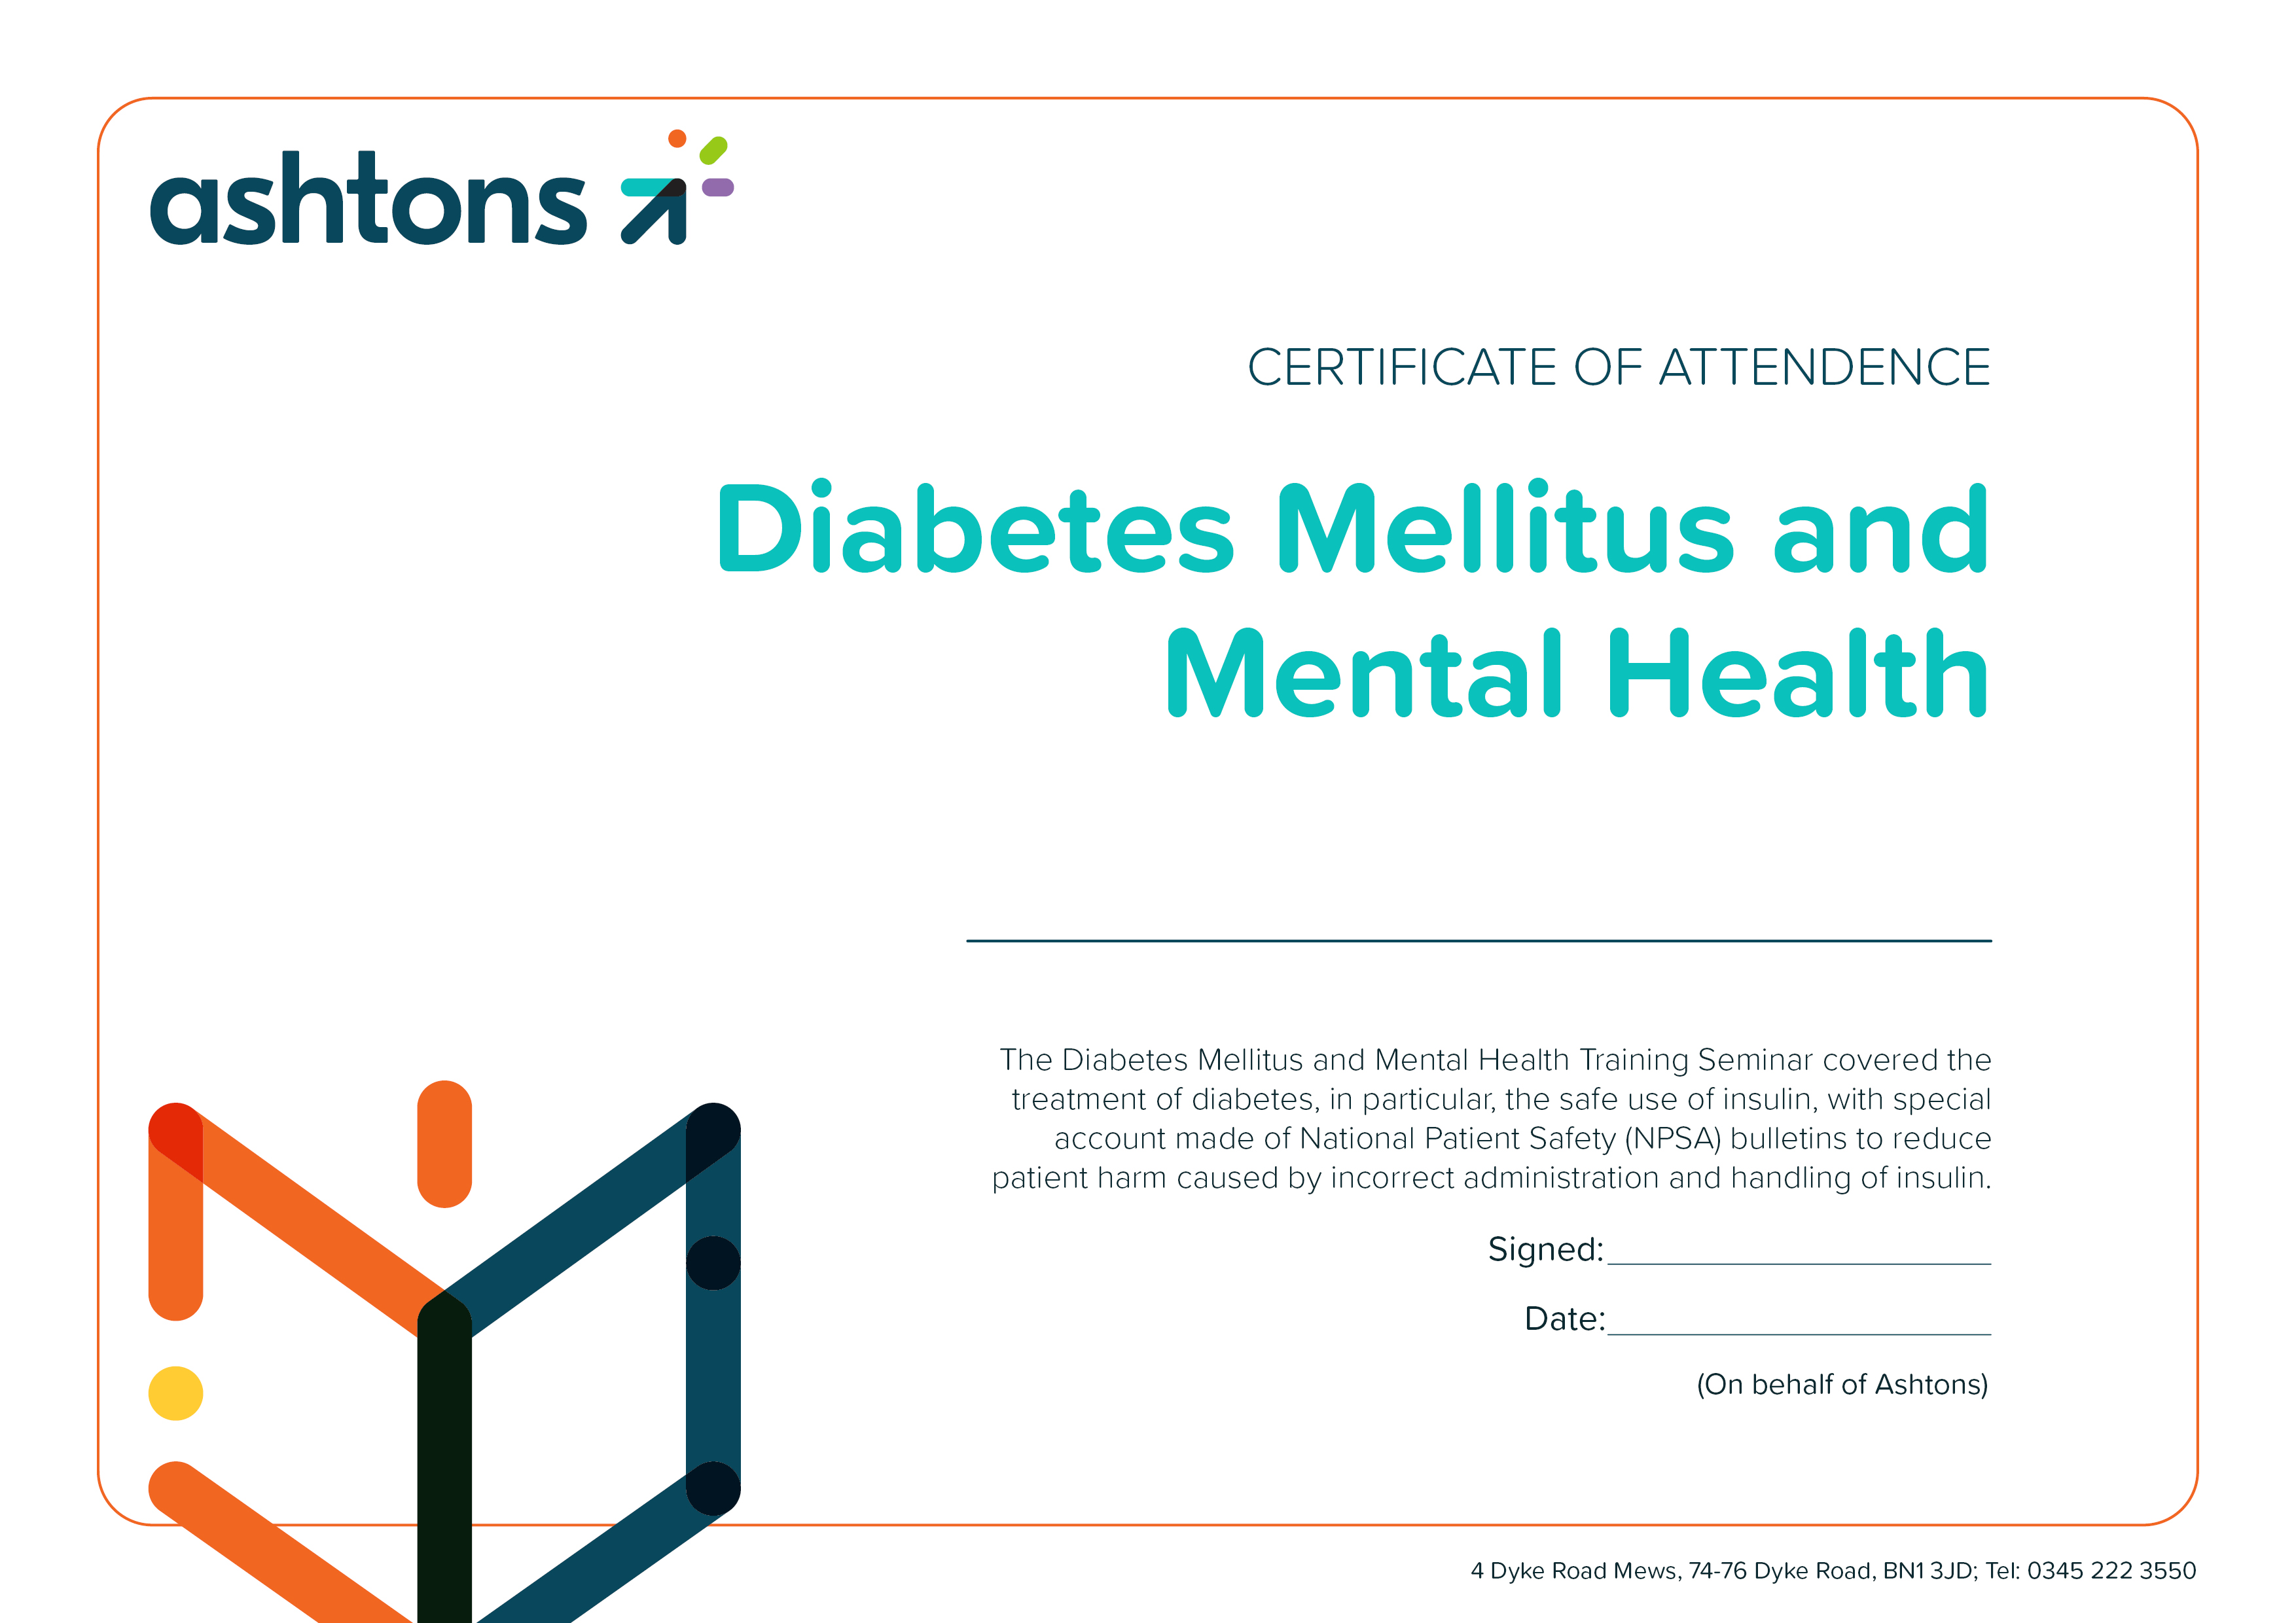 ashtons
CERTIFICATE OF ATTENDENCE
Diabetes Mellitus and
Mental Health
The Diabetes Mellitus and Mental Health Training Seminar covered the
treatment of diabetes, in particular, the safe use of insulin, with special
account made of National Patient Safety (NPSA) bulletins to reduce
patient harm caused by incorrect administration and handling of insulin.
Signed:
Date:
(On behalf of Ashtons)
4 Dyke Road Mews, 74-76 Dyke Road, BN1 3JD; Tel: 0345 222 3550